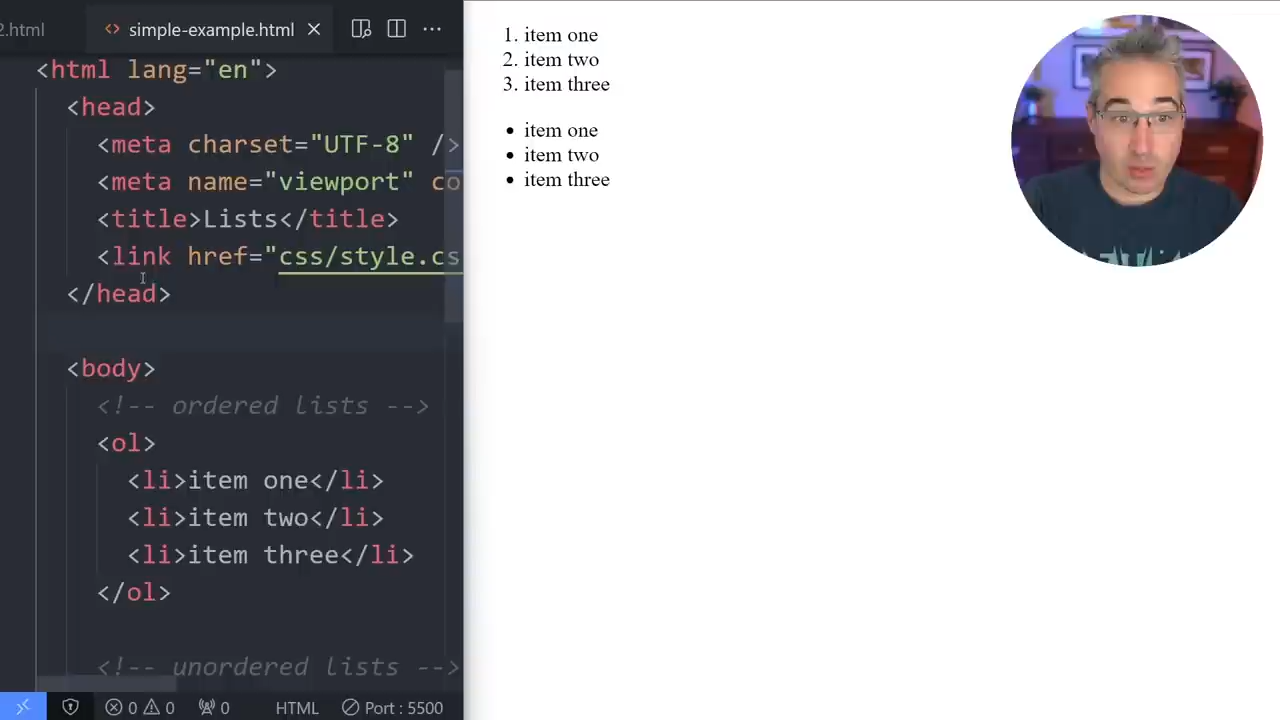 2.html
<> simple-example.html ×
<html lang="en">
<head>
<meta charset="UTF-8" />
<meta name="viewport" co
<title>Lists</title>
<link href="css/style.cs
</head>
<body>
<!-- ordered lists -->
<ol>
<li>item one</li>
<li>item two</li>
<li>item three</li>
</ol>
<!-- unordered lists -->
0 0 0 HTML Port : 5500
1. item one
2. item two
3. item three
• item one
• item two
• item three